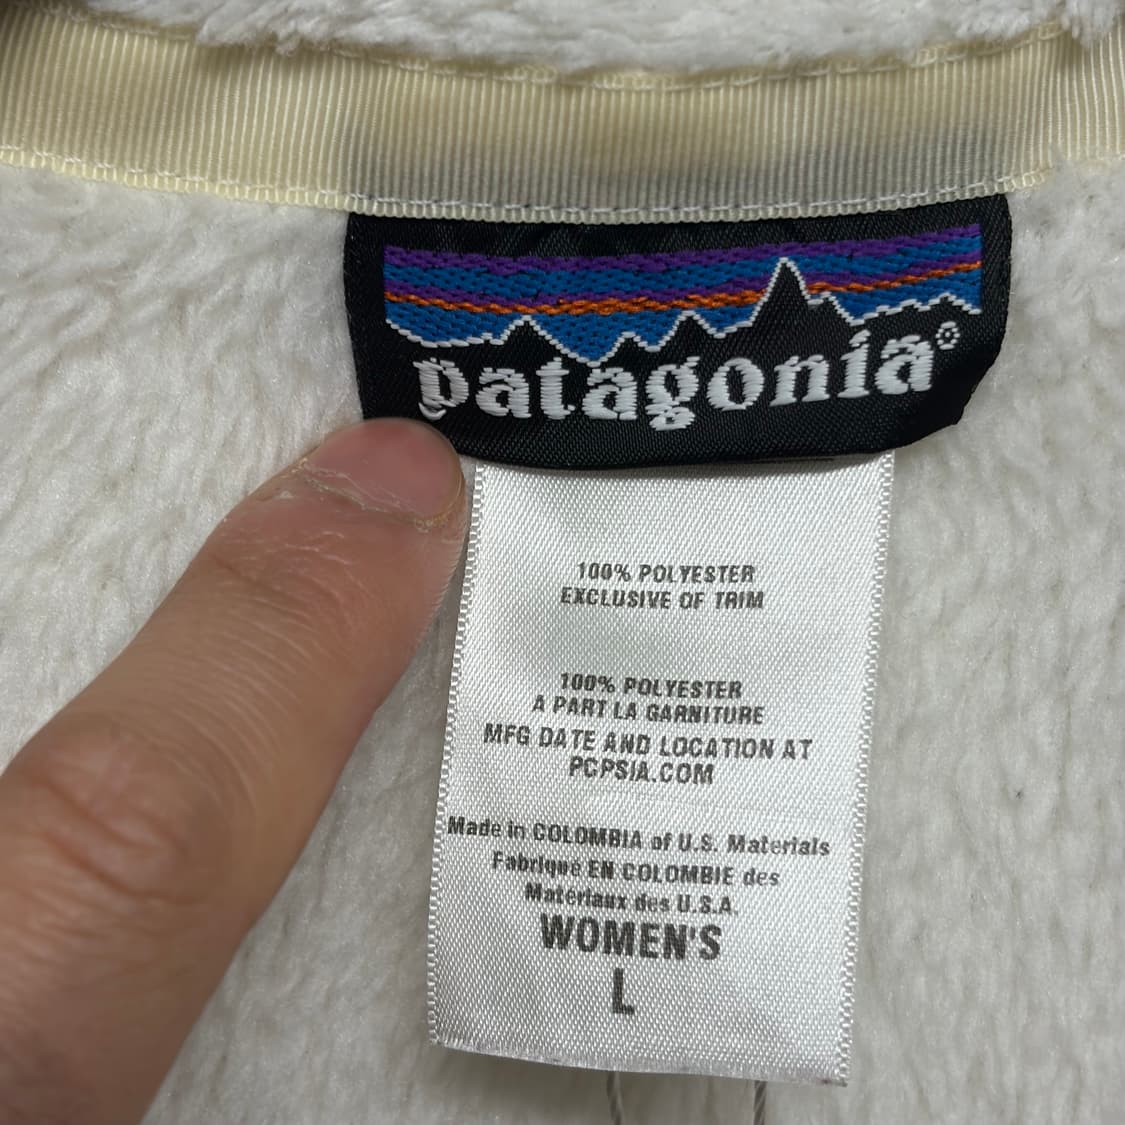 patagonia®
100% POLYESTER
EXCLUSIVE OF TRIM
100% POLYESTER
À PART LA GARNITURE
MFG DATE AND LOCATION AT
PCPSIA.COM
Made in COLOMBIA of U.S. Materials
Fabriqué EN COLOMBIE des
Matériaux des U.S.A.
WOMEN'S
L